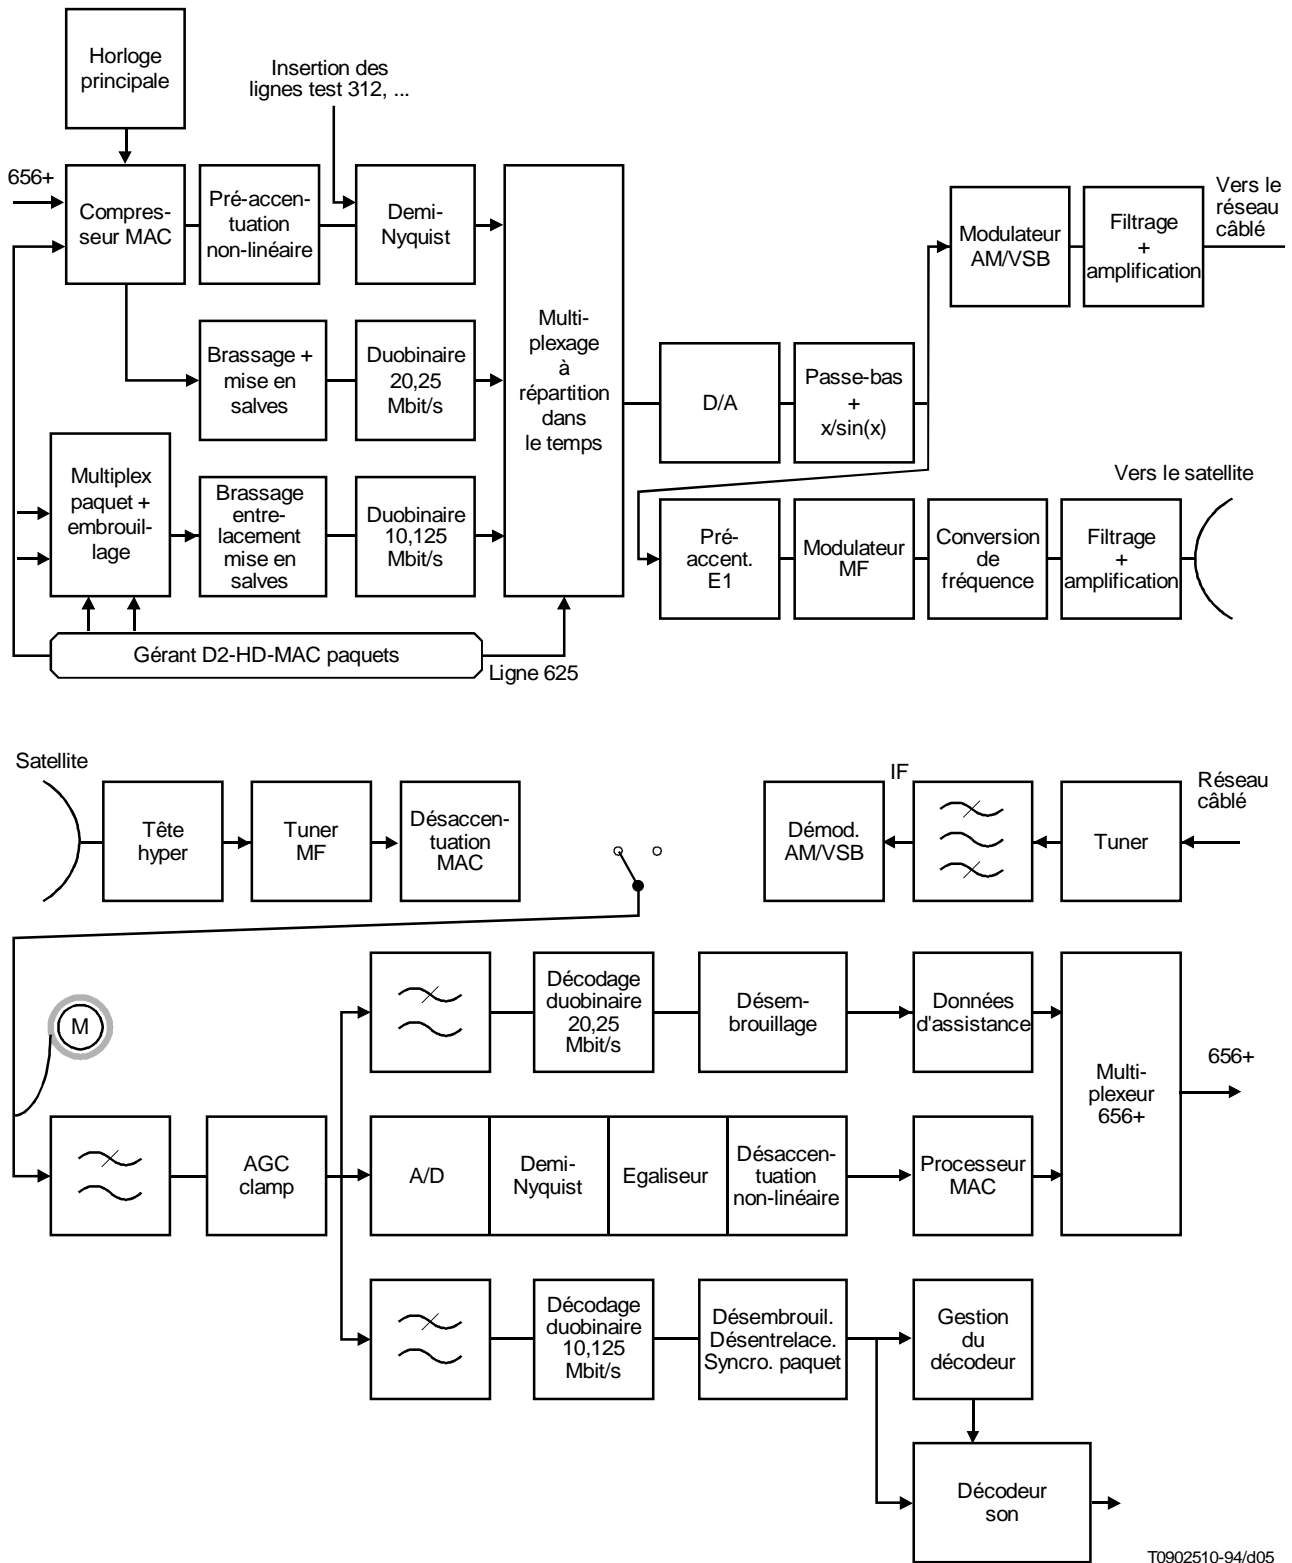 Horloge
principale
Insertion des
lignes test 312, ...
656+
Compres-
seur MAC
Pré-accen-
tuation
non-linéaire
Demi-
Nyquist
Multi-
plexage
à
répartition
dans
le temps
Modulateur
AM/VSB
Filtrage
+
amplification
Vers le
réseau
câblé
Brassage +
mise en
salves
Duobinaire
20,25
Mbit/s
D/A
Passe-bas
+
x/sin(x)
Multiplex
paquet +
embrouil-
lage
Brassage
entre-
lacement
mise en
salves
Duobinaire
10,125
Mbit/s
Pré-
accent.
E1
Modulateur
MF
Conversion
de
fréquence
Filtrage
+
amplification
Vers le satellite
Gérant D2-HD-MAC paquets
Ligne 625
Satellite
Tête
hyper
Tuner
MF
Désaccen-
tuation
MAC
Démod.
AM/VSB
IF
Tuner
Réseau
câblé
M
Décodage
duobinaire
20,25
Mbit/s
Désem-
brouillage
Données
d'assistance
Multi-
plexeur
656+
656+
AGC
clamp
A/D
Demi-
Nyquist
Egaliseur
Désaccen-
tuation
non-linéaire
Processeur
MAC
Décodage
duobinaire
10,125
Mbit/s
Désembrouil.
Désentrelace.
Syncro. paquet
Gestion
du
décodeur
Décodeur
son
T0902510-94/d05